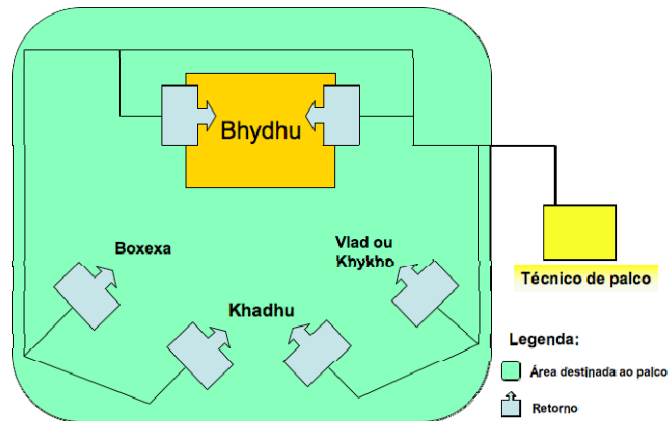 Bhydhu
Boxexa
Vlad ou
Khykho
Khadhu
Técnico de palco
Legenda:
Área destinada ao palco
Retorno